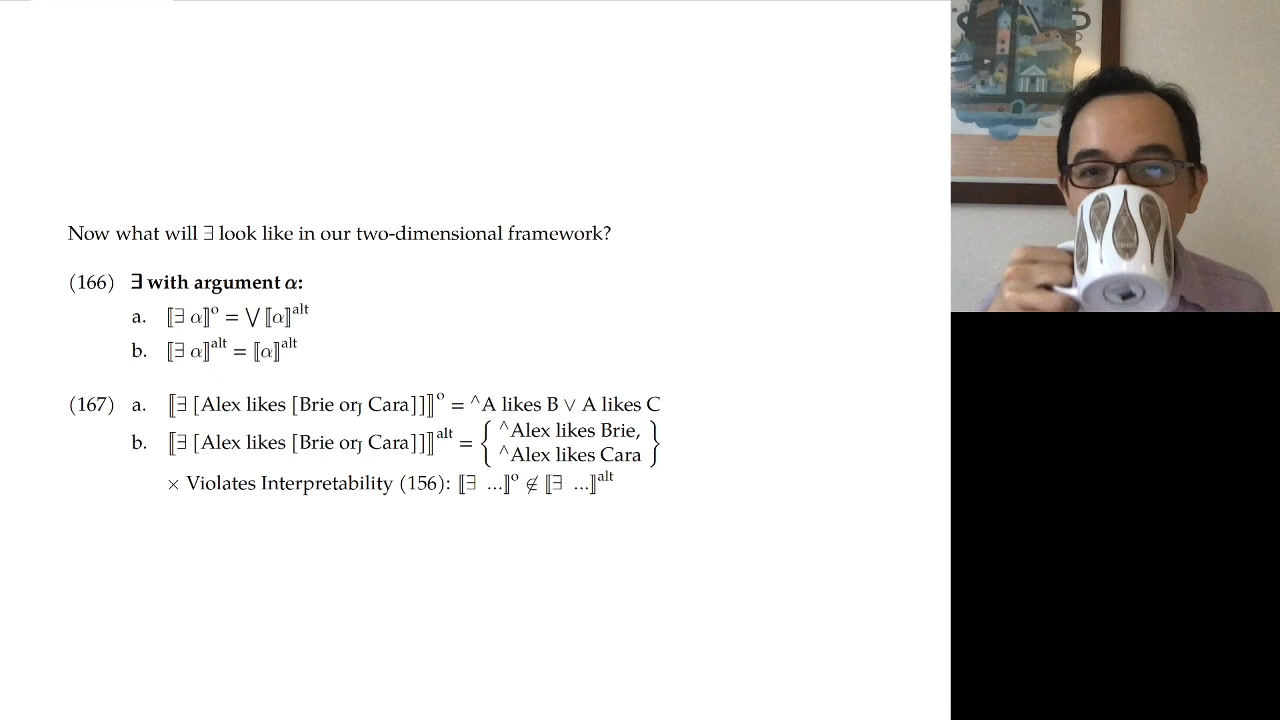 Now what will ∃ look like in our two-dimensional framework?
(166) ∃ with argument α:
a. ⟦∃ α⟧ᵒ = ⋁ ⟦α⟧ᵃˡᵗ
b. ⟦∃ α⟧ᵃˡᵗ = ⟦α⟧ᵃˡᵗ
(167) a. ⟦∃ [Alex likes [Brie orⱼ Cara]]⟧ᵒ = ^A likes B ∨ A likes C
b. ⟦∃ [Alex likes [Brie orⱼ Cara]]⟧ᵃˡᵗ = { ^Alex likes Brie,
^Alex likes Cara }
× Violates Interpretability (156): ⟦∃ ...⟧ᵒ ∉ ⟦∃ ...⟧ᵃˡᵗ